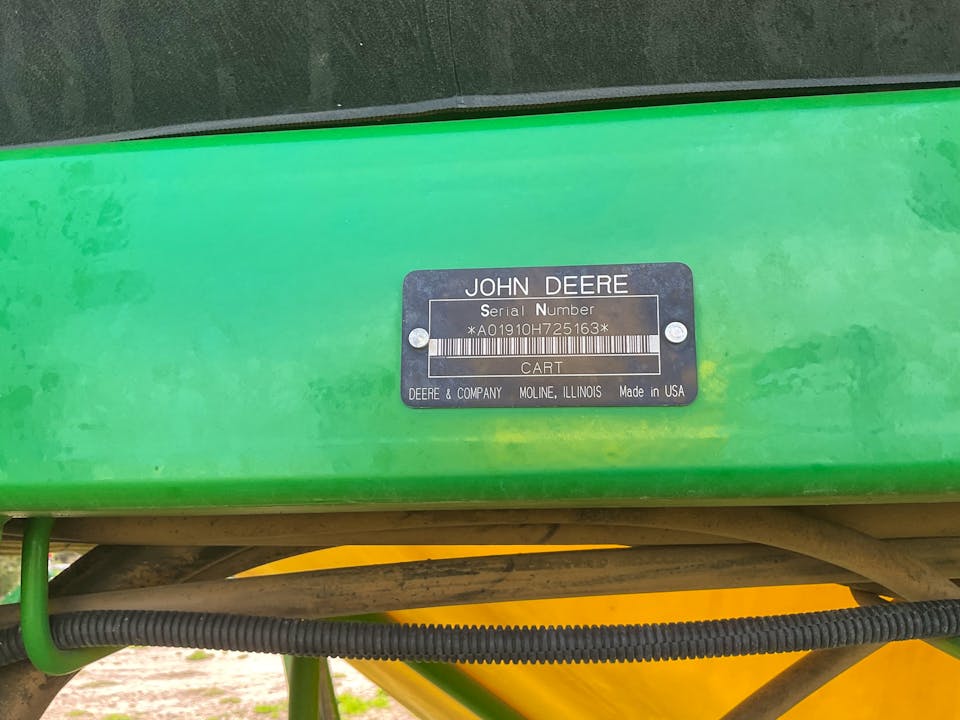 JOHN DEERE
Serial Number
*A01910H725163*
CART
DEERE & COMPANY MOLINE, ILLINOIS Made in USA